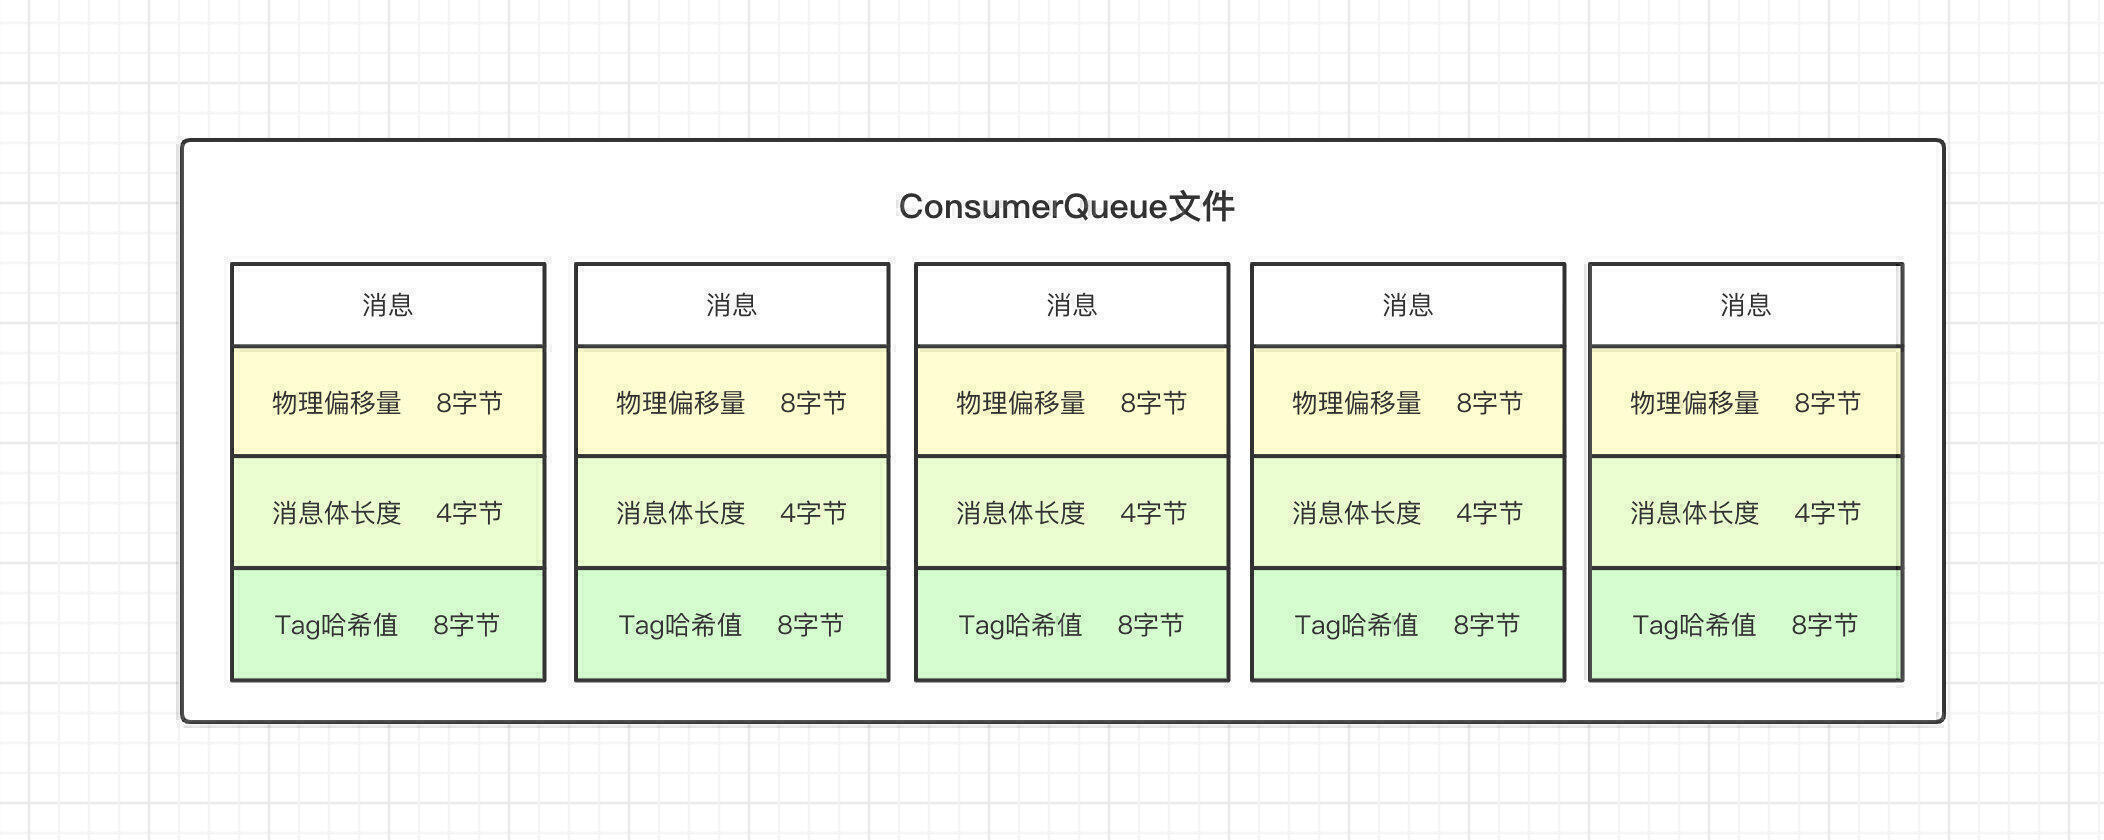 ConsumerQueue文件
消息 消息 消息 消息 消息
物理偏移量 8字节 物理偏移量 8字节 物理偏移量 8字节 物理偏移量 8字节 物理偏移量 8字节
消息体长度 4字节 消息体长度 4字节 消息体长度 4字节 消息体长度 4字节 消息体长度 4字节
Tag哈希值 8字节 Tag哈希值 8字节 Tag哈希值 8字节 Tag哈希值 8字节 Tag哈希值 8字节